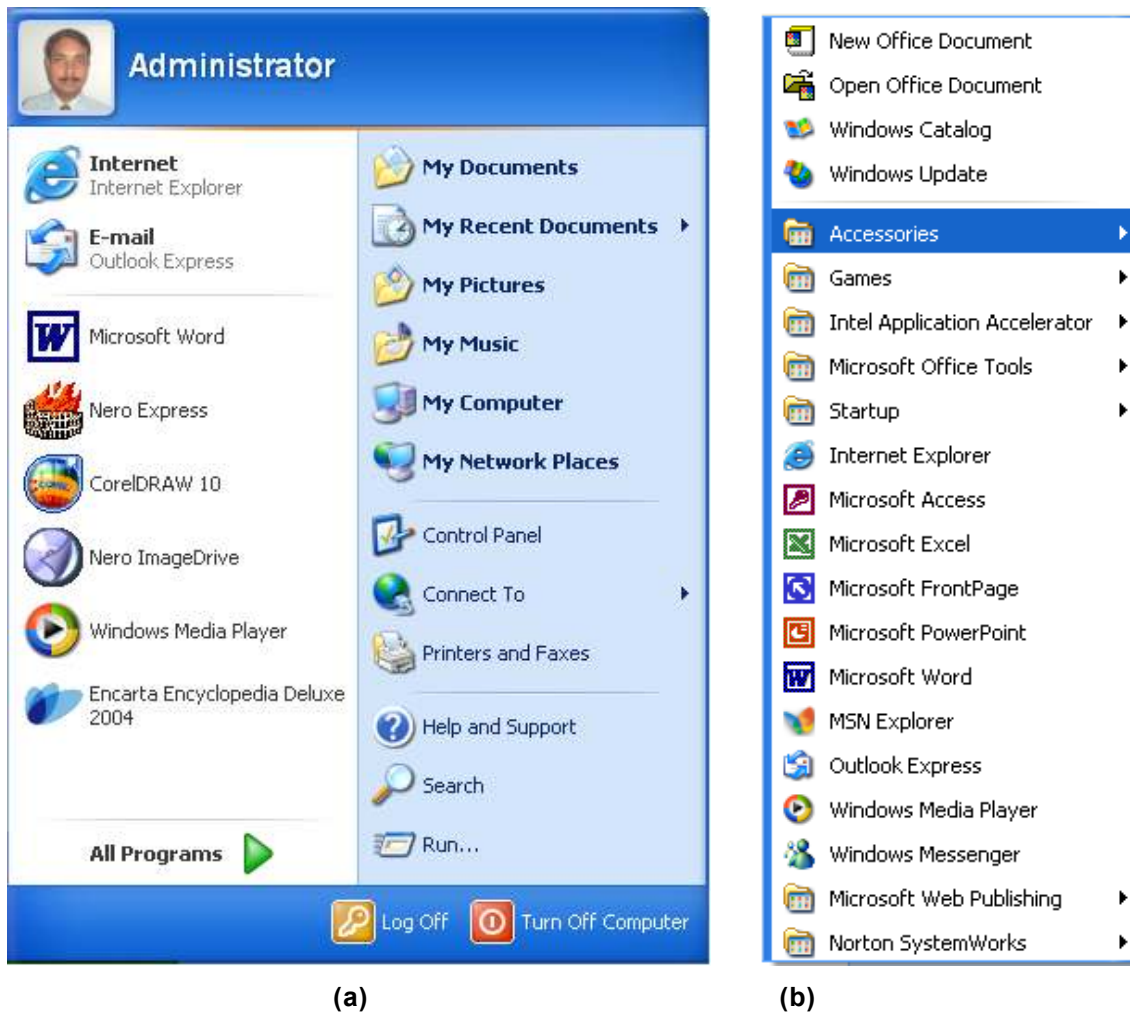 Administrator
Internet
Internet Explorer
E-mail
Outlook Express
Microsoft Word
Nero Express
CorelDRAW 10
Nero ImageDrive
Windows Media Player
Encarta Encyclopedia Deluxe
2004
All Programs
My Documents
My Recent Documents
My Pictures
My Music
My Computer
My Network Places
Control Panel
Connect To
Printers and Faxes
Help and Support
Search
Run...
Log Off
Turn Off Computer
(a)
New Office Document
Open Office Document
Windows Catalog
Windows Update
Accessories
Games
Intel Application Accelerator
Microsoft Office Tools
Startup
Internet Explorer
Microsoft Access
Microsoft Excel
Microsoft FrontPage
Microsoft PowerPoint
Microsoft Word
MSN Explorer
Outlook Express
Windows Media Player
Windows Messenger
Microsoft Web Publishing
Norton SystemWorks
(b)